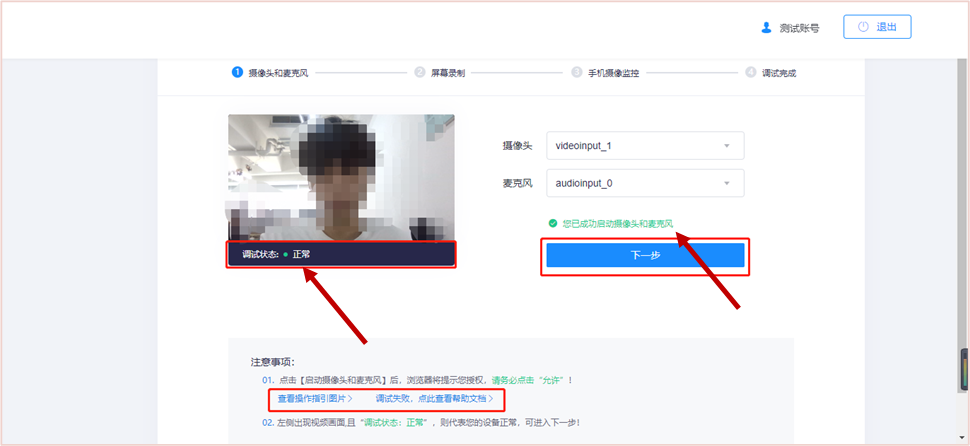 测试账号 退出
1 摄像头和麦克风 2 屏幕录制 3 手机摄像监控 4 调试完成
摄像头 videoinput_1
麦克风 audioinput_0
您已成功启动摄像头和麦克风
调试状态: 正常 下一步
注意事项:
01. 点击【启动摄像头和麦克风】后，浏览器将提示您授权，请务必点击“允许”！
查看操作指引图片 > 调试失败，点此查看帮助文档 >
02. 左侧出现视频画面,且“调试状态：正常”，则代表您的设备正常，可进入下一步!